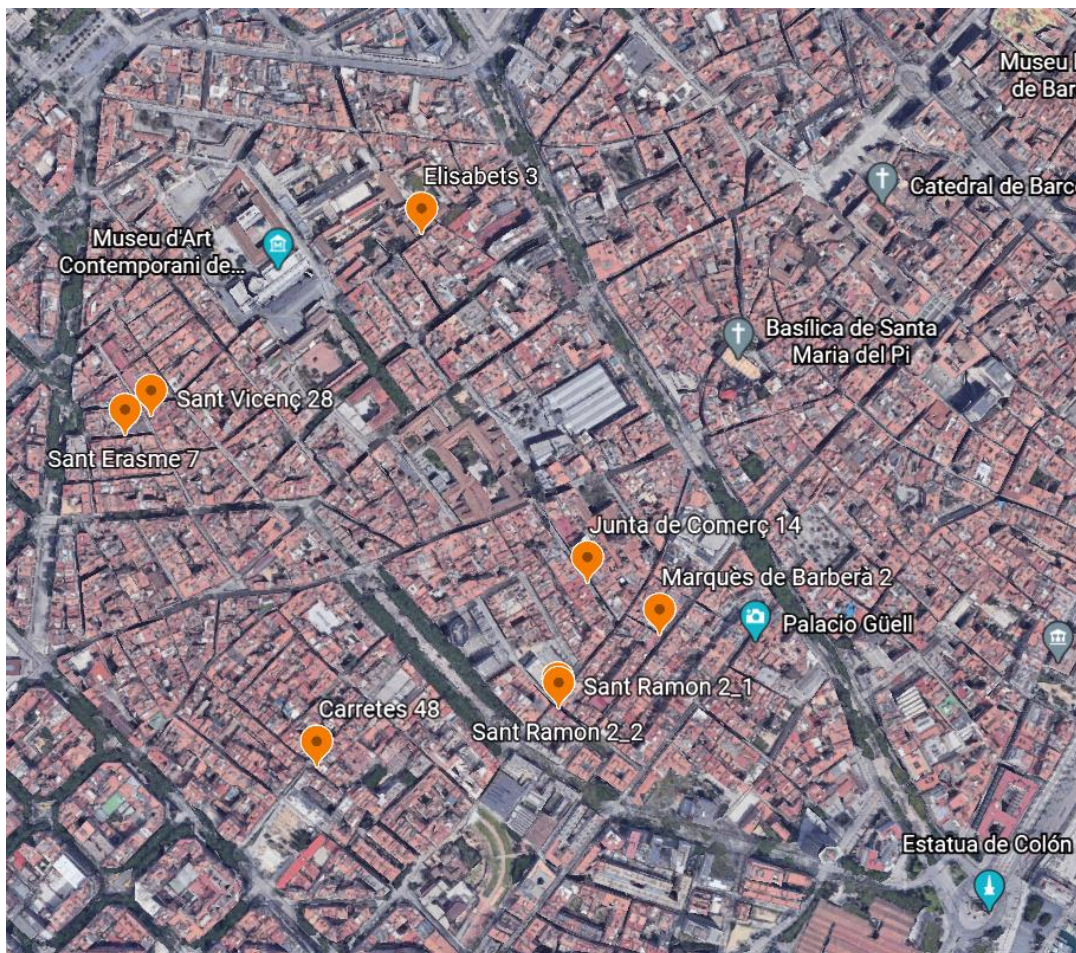 Museu
de Bar
Elisabets 3
Catedral de Barc
Museu d'Art
Contemporani de...
Basílica de Santa
Maria del Pi
Sant Vicenç 28
Sant Erasme 7
Junta de Comerç 14
Marquès de Barberà 2
Palacio Güell
Sant Ramon 2_1
Carretes 48
Sant Ramon 2_2
Estatua de Colón